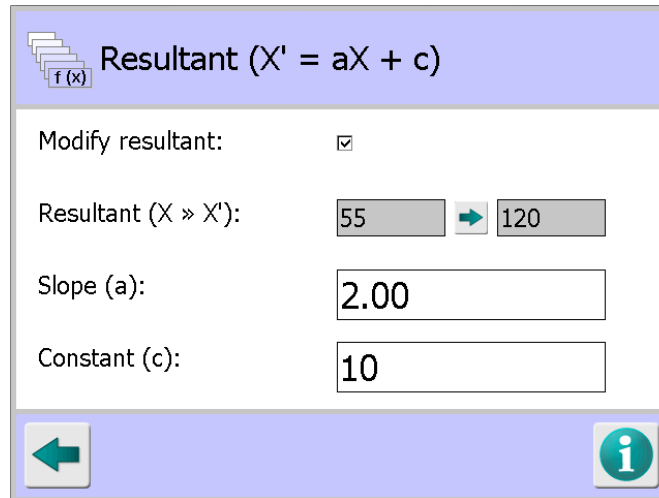 f (x) Resultant (X' = aX + c)
Modify resultant:
Resultant (X » X'): 55 120
Slope (a): 2.00
Constant (c): 10
i